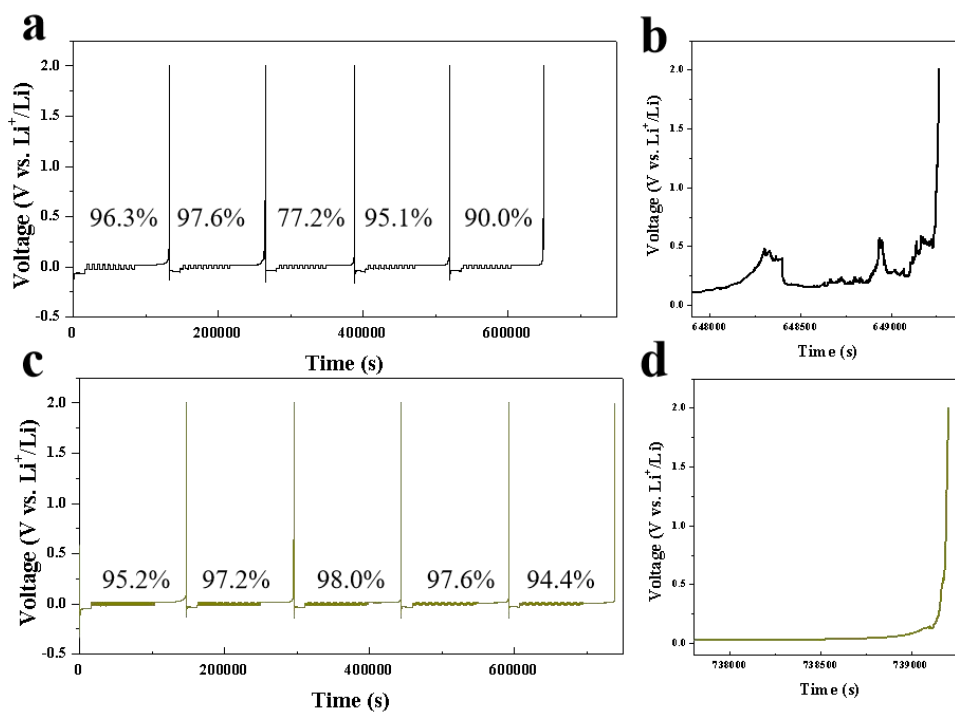 a
2.0
1.5
1.0
0.5
0.0
-0.5
Voltage (V vs. Li⁺/Li)
96.3% 97.6% 77.2% 95.1% 90.0%
0 200000 400000 600000
Time (s)
b
2.0
1.5
1.0
0.5
0.0
Voltage (V vs. Li⁺/Li)
648000 648500 649000
Time (s)
c
2.0
1.5
1.0
0.5
0.0
-0.5
Voltage (V vs. Li⁺/Li)
95.2% 97.2% 98.0% 97.6% 94.4%
0 200000 400000 600000
Time (s)
d
2.0
1.5
1.0
0.5
0.0
Voltage (V vs. Li⁺/Li)
738000 738500 739000
Time (s)